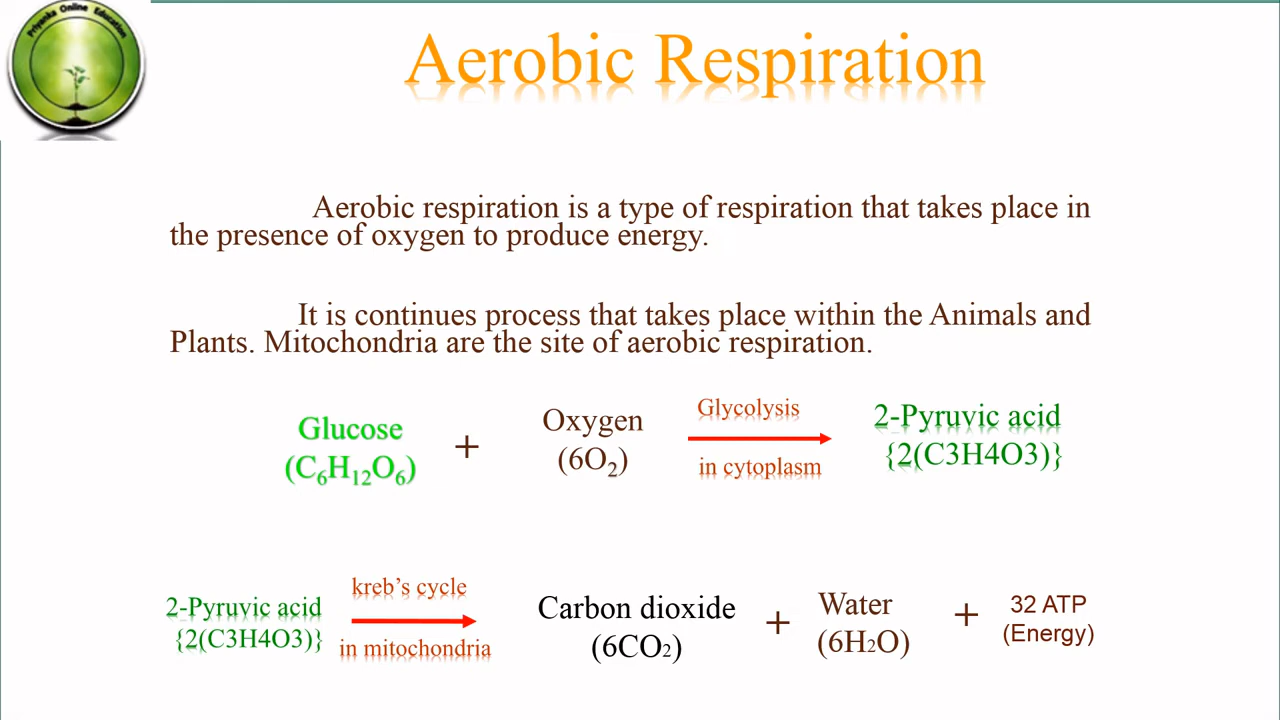 Priyanka Online Education
Aerobic Respiration
Aerobic respiration is a type of respiration that takes place in
the presence of oxygen to produce energy.
It is continues process that takes place within the Animals and
Plants. Mitochondria are the site of aerobic respiration.
Glucose
(C₆H₁₂O₆)
+
Oxygen
(6O₂)
Glycolysis
in cytoplasm
2-Pyruvic acid
{2(C3H4O3)}
2-Pyruvic acid
{2(C3H4O3)}
kreb’s cycle
in mitochondria
Carbon dioxide
(6CO₂)
+
Water
(6H₂O)
+
32 ATP
(Energy)